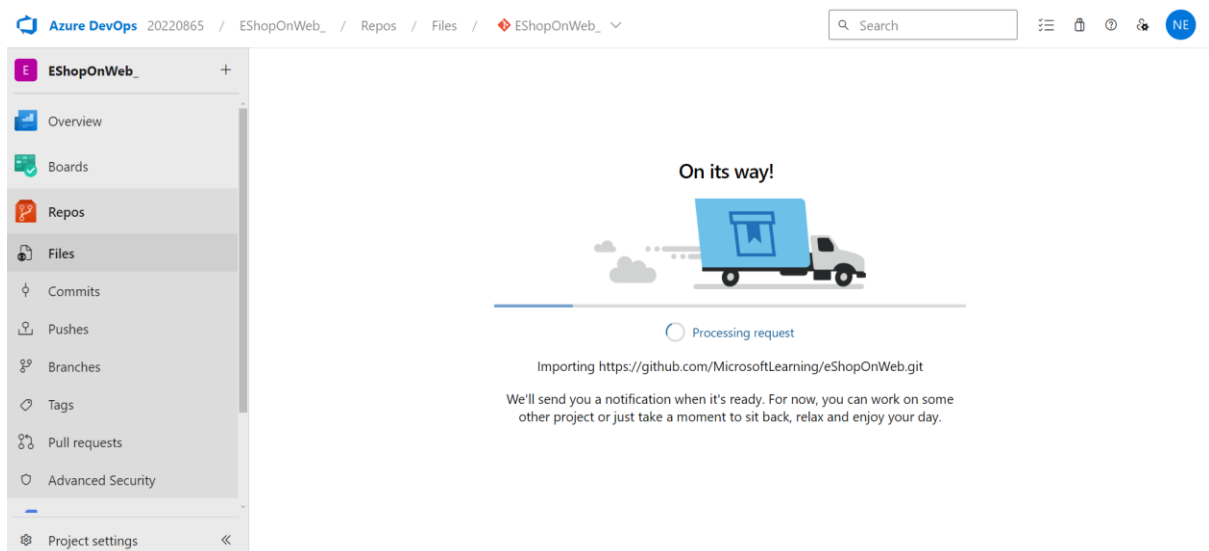 Azure DevOps 20220865 / EShopOnWeb_ / Repos / Files / EShopOnWeb_
Search
NE
E EShopOnWeb_ +
Overview
Boards
Repos
Files
Commits
Pushes
Branches
Tags
Pull requests
Advanced Security
Project settings
On its way!
Processing request
Importing https://github.com/MicrosoftLearning/eShopOnWeb.git
We'll send you a notification when it's ready. For now, you can work on some
other project or just take a moment to sit back, relax and enjoy your day.